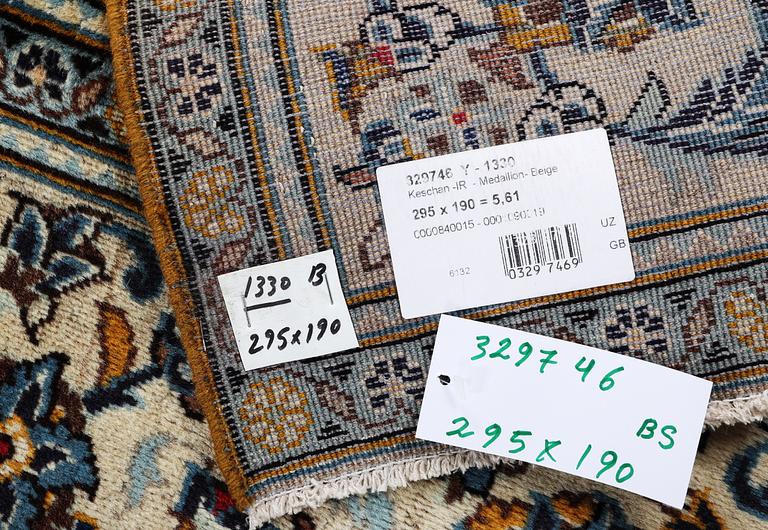 329746 Y - 1330
Keschan -IR - Medaillon- Beige
295 x 190 = 5,61
UZ
GB
6132
0329 7469
1330 B
295x190
329746
BS
295x190